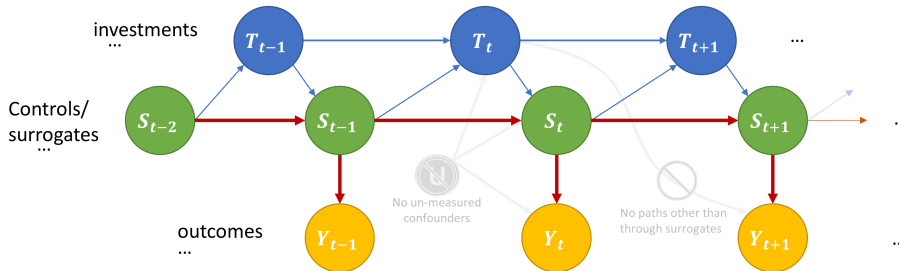 investments
...
T_{t-1}
T_t
T_{t+1}
...
Controls/
surrogates
...
S_{t-2}
S_{t-1}
S_t
S_{t+1}
..
U
No un-measured
confounders
No paths other than
through surrogates
outcomes
...
Y_{t-1}
Y_t
Y_{t+1}
..